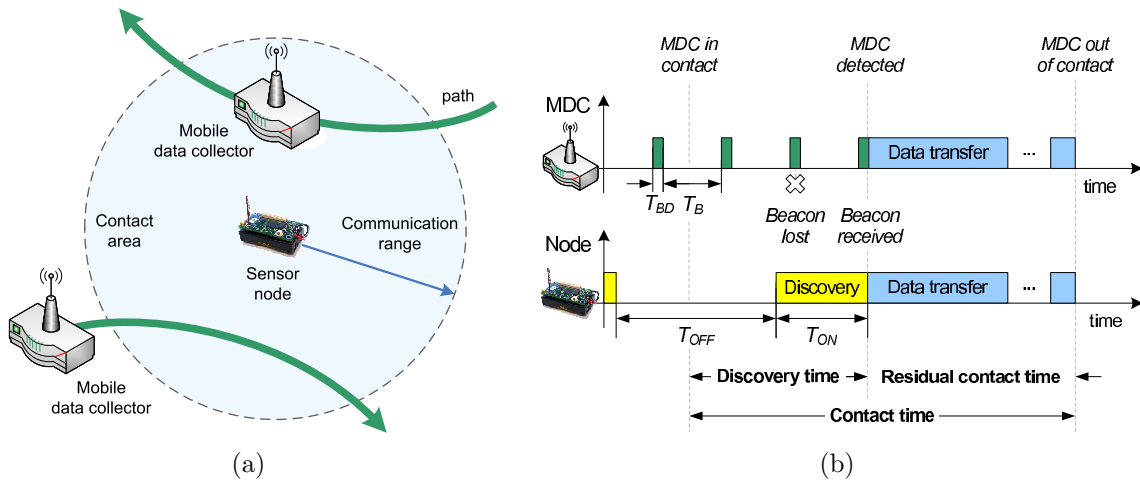 path
Mobile
data collector
Contact
area
Communication
range
Sensor
node
Mobile
data collector
(a)
MDC in
contact
MDC
detected
MDC out
of contact
MDC
Data transfer
...
time
T_BD
T_B
Beacon
lost
Beacon
received
Node
Discovery
Data transfer
...
time
T_OFF
T_ON
Discovery time
Residual contact time
Contact time
(b)